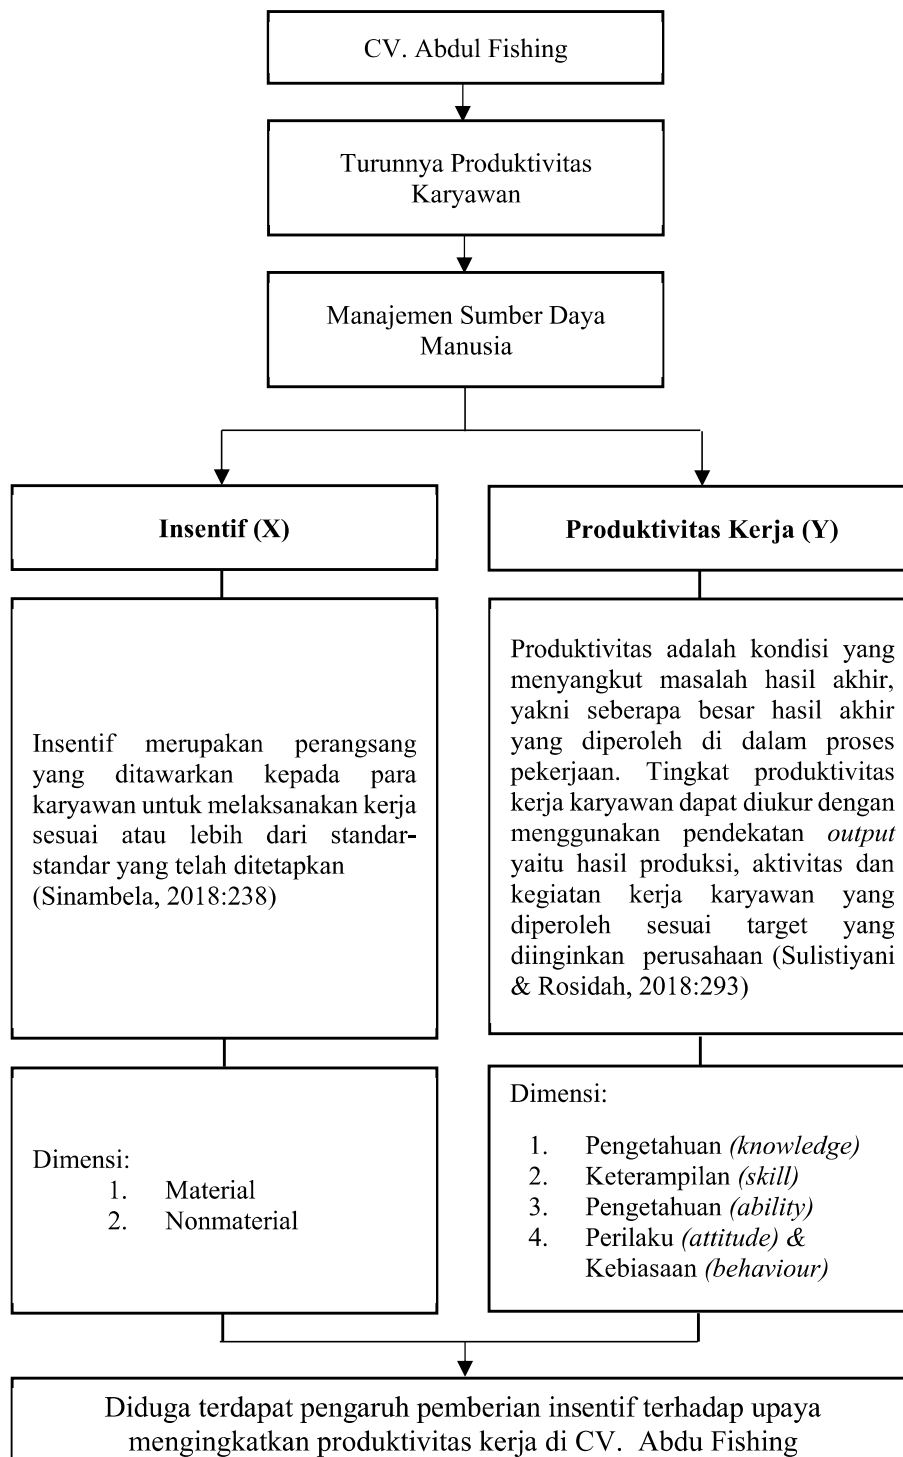 CV. Abdul Fishing
Turunnya Produktivitas
Karyawan
Manajemen Sumber Daya
Manusia
Insentif (X)
Insentif merupakan perangsang
yang ditawarkan kepada para
karyawan untuk melaksanakan kerja
sesuai atau lebih dari standar-
standar yang telah ditetapkan
(Sinambela, 2018:238)
Dimensi:
1. Material
2. Nonmaterial
Produktivitas Kerja (Y)
Produktivitas adalah kondisi yang
menyangkut masalah hasil akhir,
yakni seberapa besar hasil akhir
yang diperoleh di dalam proses
pekerjaan. Tingkat produktivitas
kerja karyawan dapat diukur dengan
menggunakan pendekatan output
yaitu hasil produksi, aktivitas dan
kegiatan kerja karyawan yang
diperoleh sesuai target yang
diinginkan perusahaan (Sulistiyani
& Rosidah, 2018:293)
Dimensi:
1. Pengetahuan (knowledge)
2. Keterampilan (skill)
3. Pengetahuan (ability)
4. Perilaku (attitude) &
Kebiasaan (behaviour)
Diduga terdapat pengaruh pemberian insentif terhadap upaya
mengingkatkan produktivitas kerja di CV. Abdu Fishing